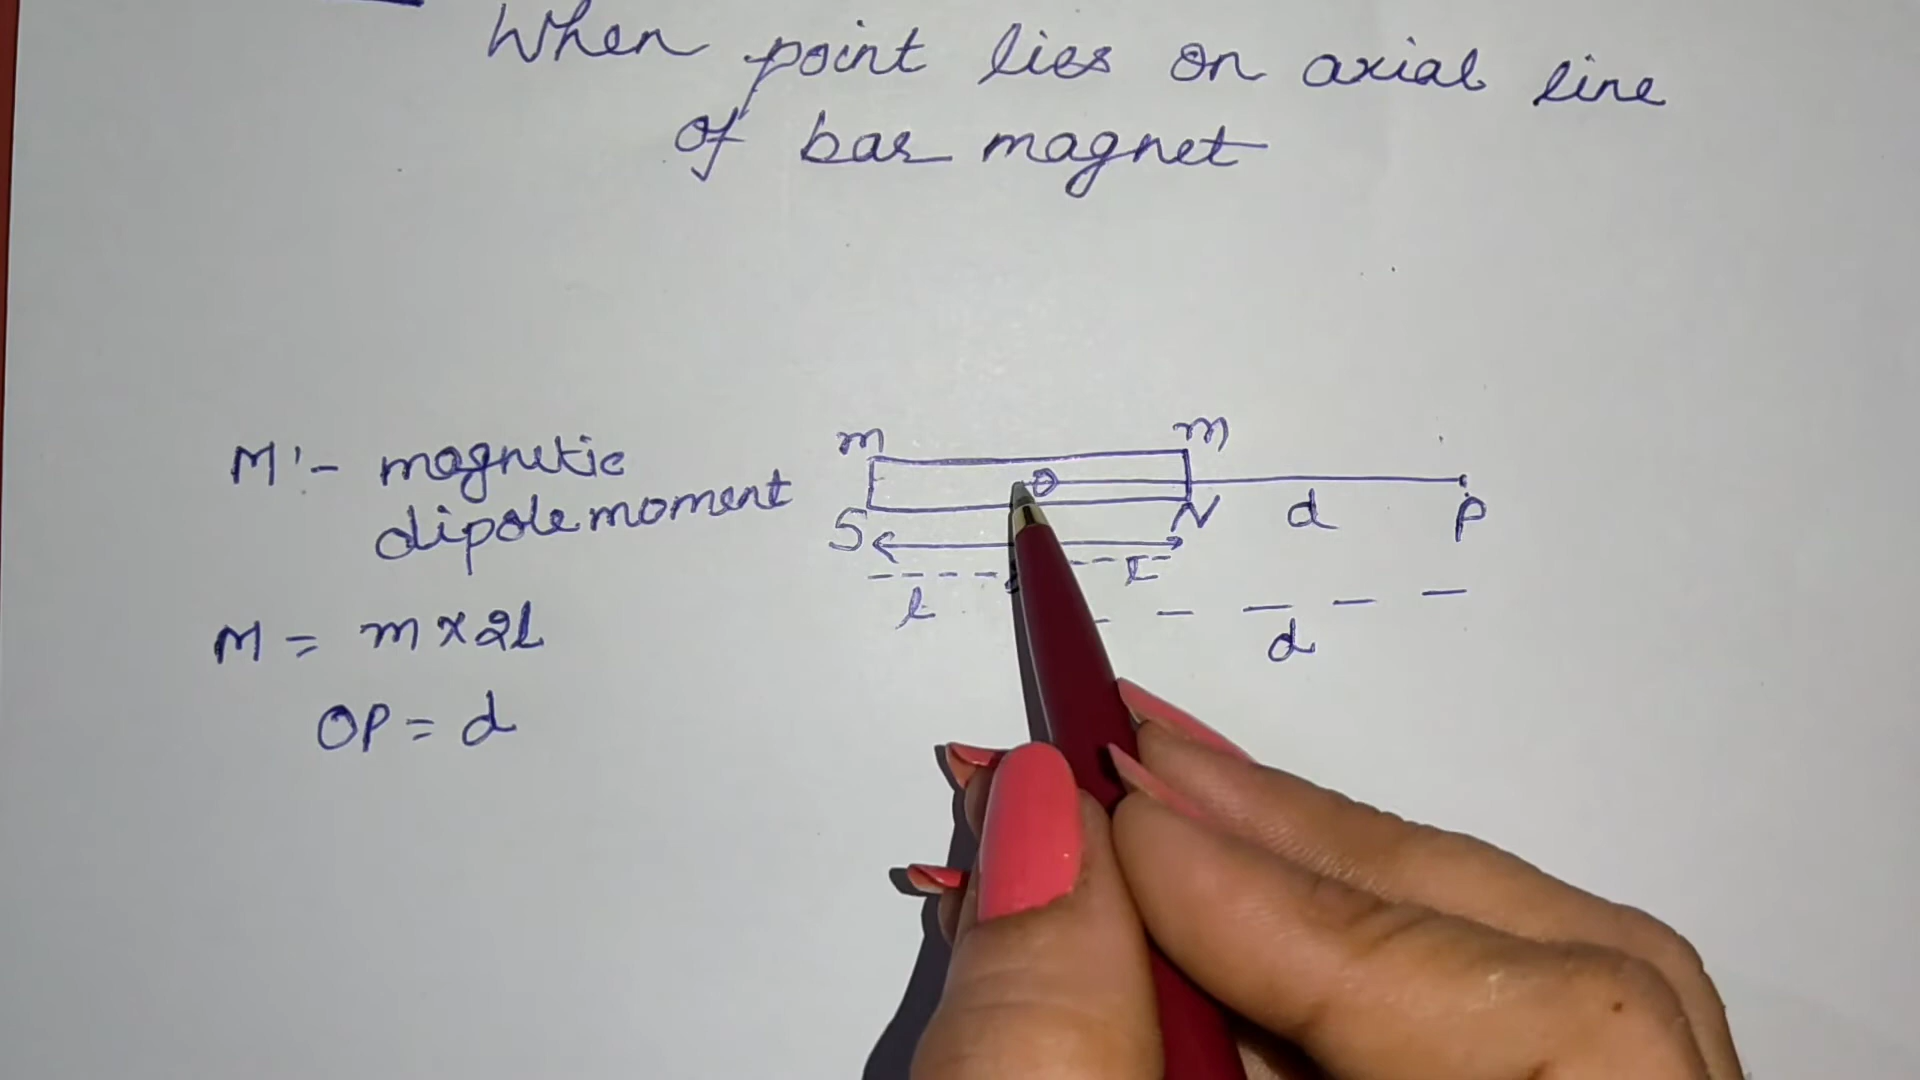 When point lies on axial line
of bar magnet
M:- magnetic
dipole moment
M = m x 2l
OP = d
m m
O
S N d P
l l
d